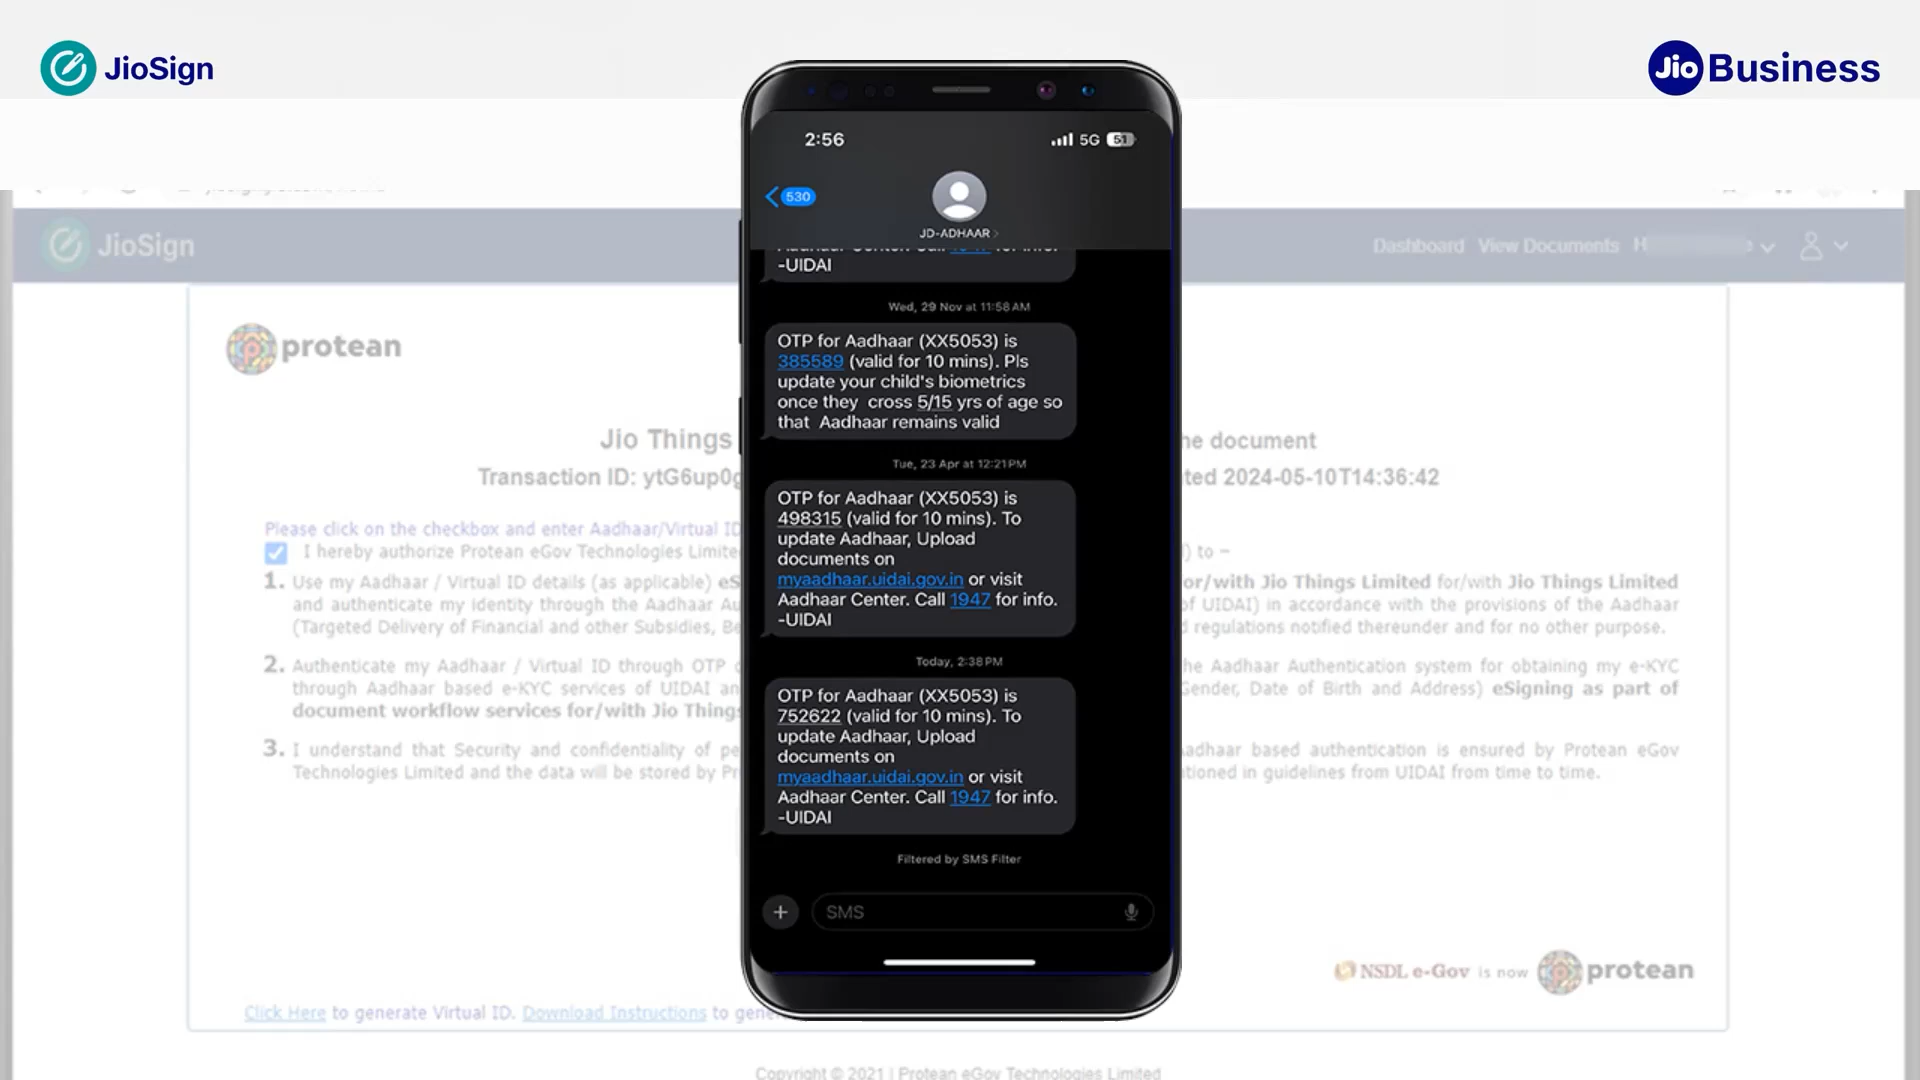 JioSign
Jio Business
JioSign
Dashboard View Documents
protean
Jio Things
he document
Transaction ID: ytG6up0g
ted 2024-05-10T14:36:42
Please click on the checkbox and enter Aadhaar/Virtual ID
I hereby authorize Protean eGov Technologies Limite
) to –
1. Use my Aadhaar / Virtual ID details (as applicable) eS
or/with Jio Things Limited for/with Jio Things Limited
and authenticate my identity through the Aadhaar Au
of UIDAI) in accordance with the provisions of the Aadhaar
(Targeted Delivery of Financial and other Subsidies, Be
d regulations notified thereunder and for no other purpose.
2. Authenticate my Aadhaar / Virtual ID through OTP
he Aadhaar Authentication system for obtaining my e-KYC
through Aadhaar based e-KYC services of UIDAI an
Gender, Date of Birth and Address) eSigning as part of
document workflow services for/with Jio Things
3. I understand that Security and confidentiality of pe
adhaar based authentication is ensured by Protean eGov
Technologies Limited and the data will be stored by Pr
tioned in guidelines from UIDAI from time to time.
NSDL e-Gov is now protean
Click Here to generate Virtual ID. Download Instructions to gene
Copyright © 2021 | Protean eGov Technologies Limited
2:56
5G 51
530
JD-ADHAAR >
-UIDAI
Wed, 29 Nov at 11:58 AM
OTP for Aadhaar (XX5053) is
385589 (valid for 10 mins). Pls
update your child's biometrics
once they cross 5/15 yrs of age so
that Aadhaar remains valid
Tue, 23 Apr at 12:21 PM
OTP for Aadhaar (XX5053) is
498315 (valid for 10 mins). To
update Aadhaar, Upload
documents on
myaadhaar.uidai.gov.in or visit
Aadhaar Center. Call 1947 for info.
-UIDAI
Today, 2:38 PM
OTP for Aadhaar (XX5053) is
752622 (valid for 10 mins). To
update Aadhaar, Upload
documents on
myaadhaar.uidai.gov.in or visit
Aadhaar Center. Call 1947 for info.
-UIDAI
Filtered by SMS Filter
SMS